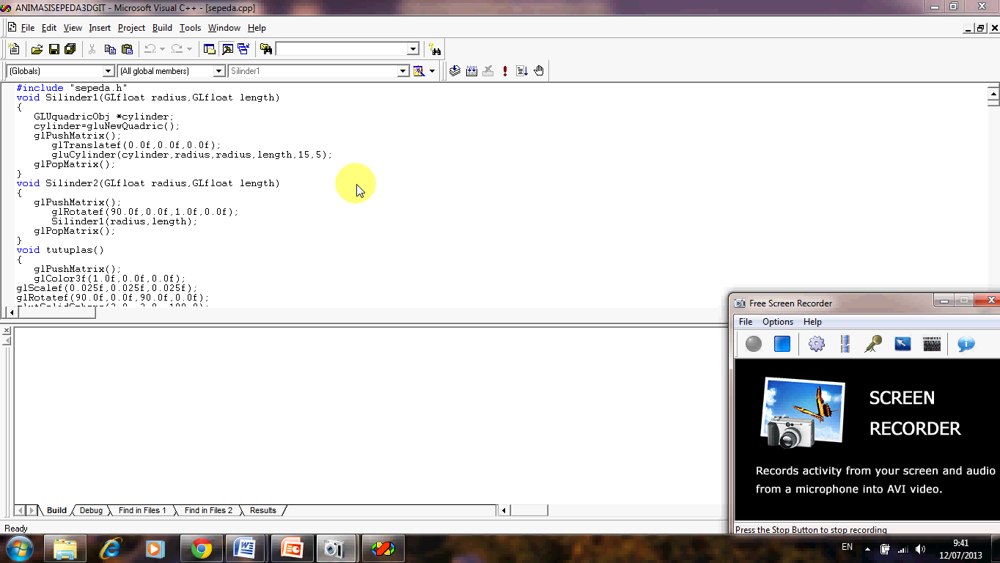 ANIMASISEPEDA3DGIT - Microsoft Visual C++ - [sepeda.cpp]
File Edit View Insert Project Build Tools Window Help
(Globals) (All global members) Silinder1
#include "sepeda.h"
void Silinder1(GLfloat radius,GLfloat length)
{
GLUquadricObj *cylinder;
cylinder=gluNewQuadric();
glPushMatrix();
glTranslatef(0.0f,0.0f,0.0f);
gluCylinder(cylinder,radius,radius,length,15,5);
glPopMatrix();
}
void Silinder2(GLfloat radius,GLfloat length)
{
glPushMatrix();
glRotatef(90.0f,0.0f,1.0f,0.0f);
Silinder1(radius,length);
glPopMatrix();
}
void tutuplas()
{
glPushMatrix();
glColor3f(1.0f,0.0f,0.0f);
glScalef(0.025f,0.025f,0.025f);
glRotatef(90.0f,0.0f,90.0f,0.0f);
Free Screen Recorder
File Options Help
SCREEN
RECORDER
Records activity from your screen and audio
from a microphone into AVI video.
Press the Stop Button to stop recording
Build Debug Find in Files 1 Find in Files 2 Results
Ready
EN
9:41
12/07/2013